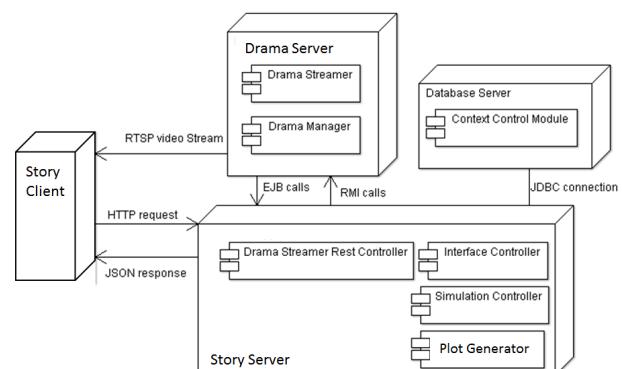 Drama Server
Drama Streamer
Drama Manager
Database Server
Context Control Module
RTSP video Stream
Story
Client
EJB calls
RMI calls
JDBC connection
HTTP request
JSON response
Drama Streamer Rest Controller
Interface Controller
Simulation Controller
Plot Generator
Story Server